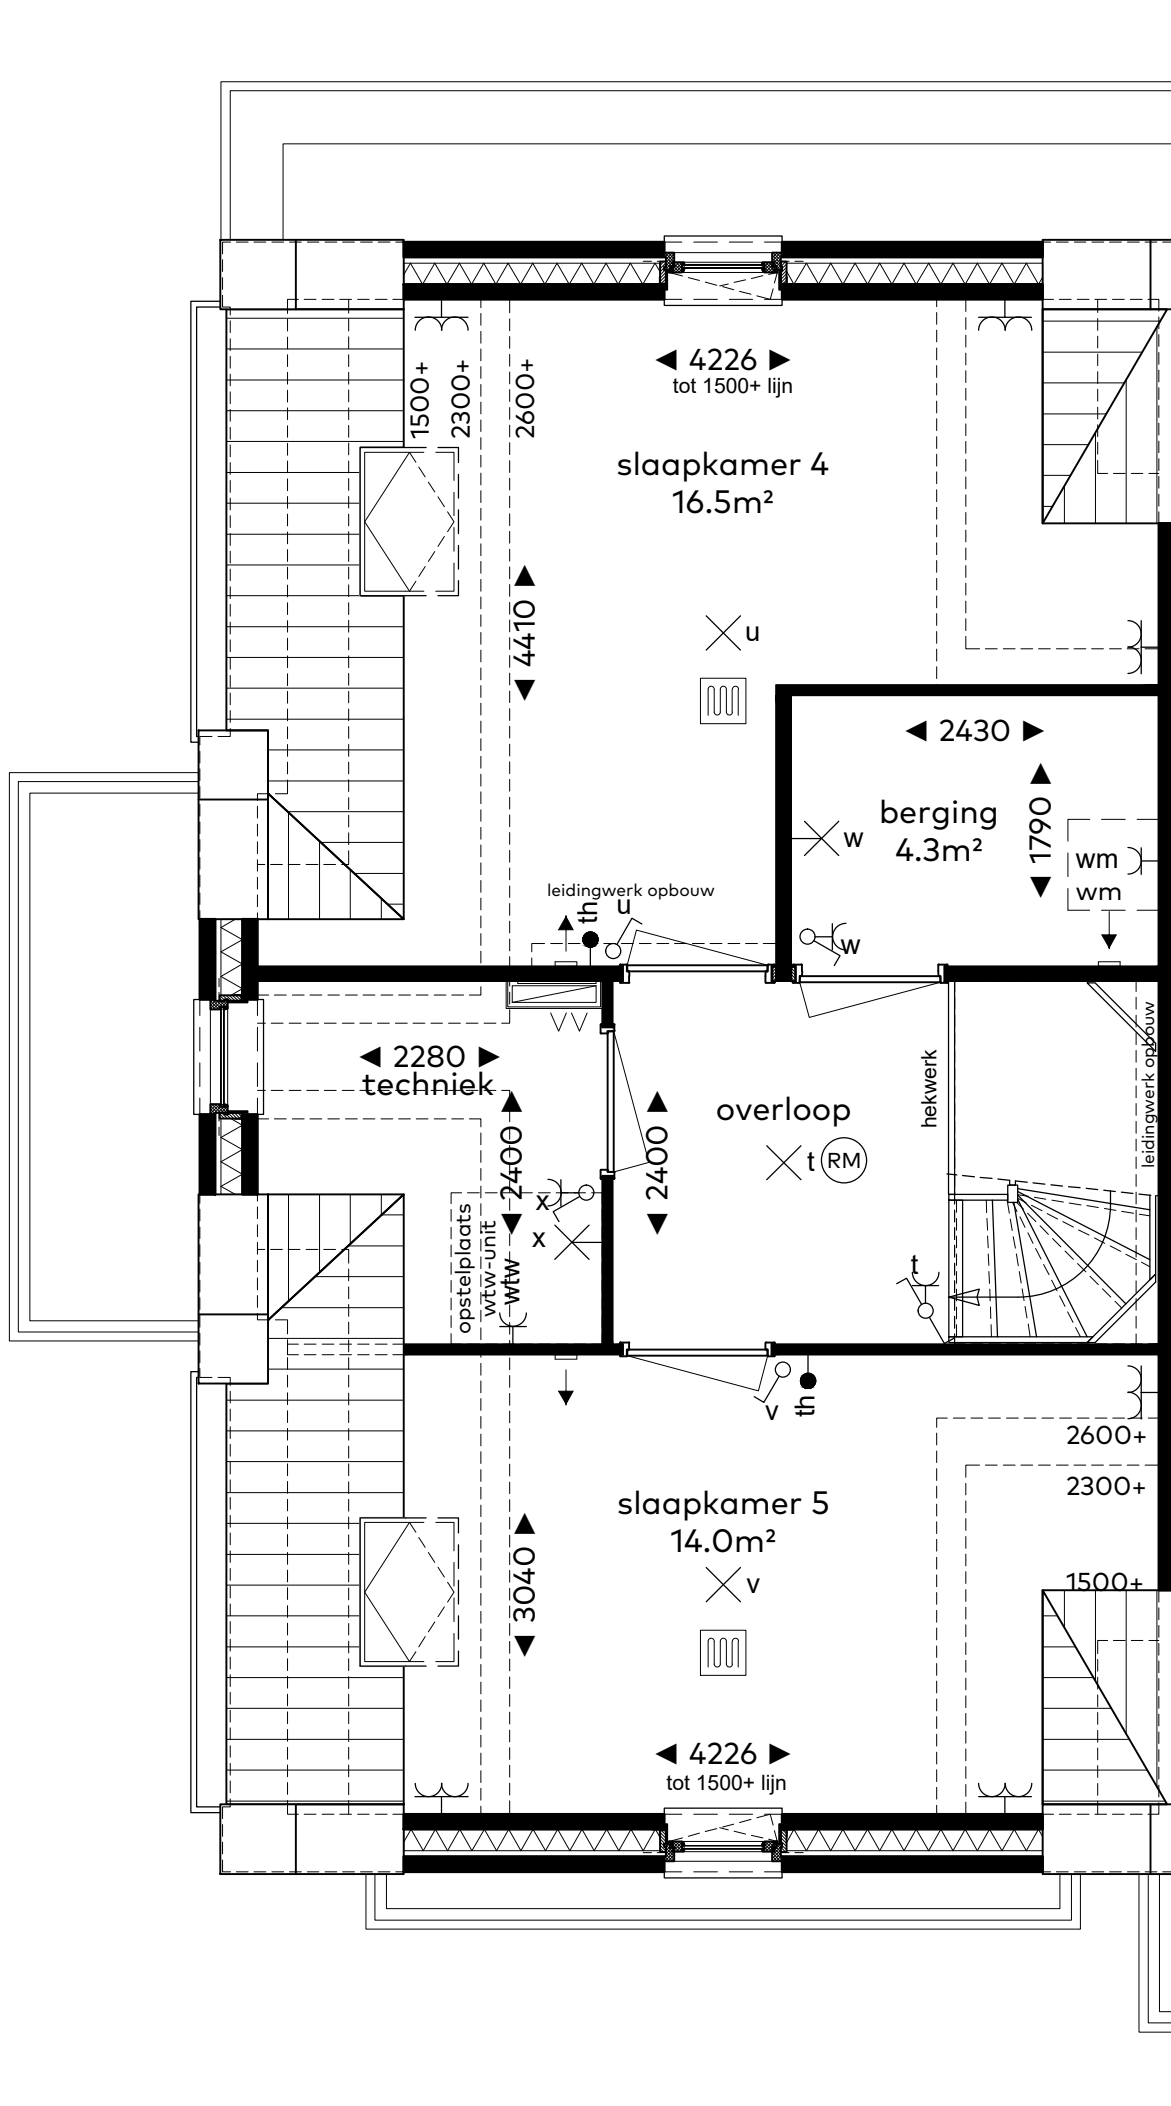 4226
tot 1500+ lijn
1500+
2300+
2600+
slaapkamer 4
16.5m²
4410
u
2430
berging
4.3m²
1790
w
wm
wm
leidingwerk opbouw
th
u
w
2280
techniek
2400
2400
overloop
t
RM
hekwerk
leidingwerk opbouw
x
x
opstelplaats
wtw-unit
wtw
t
v
th
2600+
2300+
1500+
slaapkamer 5
14.0m²
v
3040
4226
tot 1500+ lijn